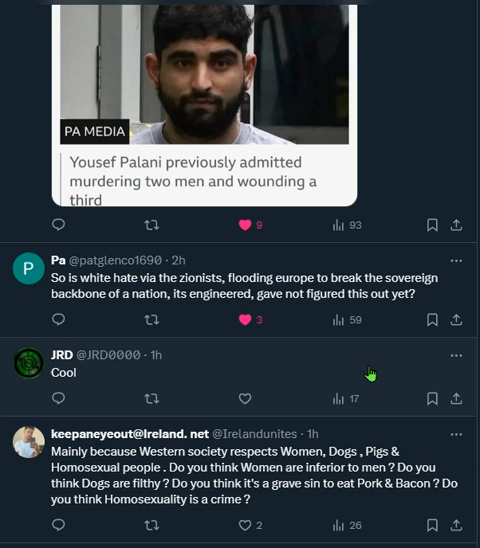 PA MEDIA
Yousef Palani previously admitted
murdering two men and wounding a
third
9 93
Pa @patglenco1690 · 2h
P
So is white hate via the zionists, flooding europe to break the sovereign
backbone of a nation, its engineered, gave not figured this out yet?
3 59
JRD @JRD0000 · 1h
Cool
17
keepaneyeout@Ireland. net @Irelandunites · 1h
Mainly because Western society respects Women, Dogs , Pigs &
Homosexual people . Do you think Women are inferior to men ? Do you
think Dogs are filthy ? Do you think it's a grave sin to eat Pork & Bacon ? Do
you think Homosexuality is a crime ?
2 26